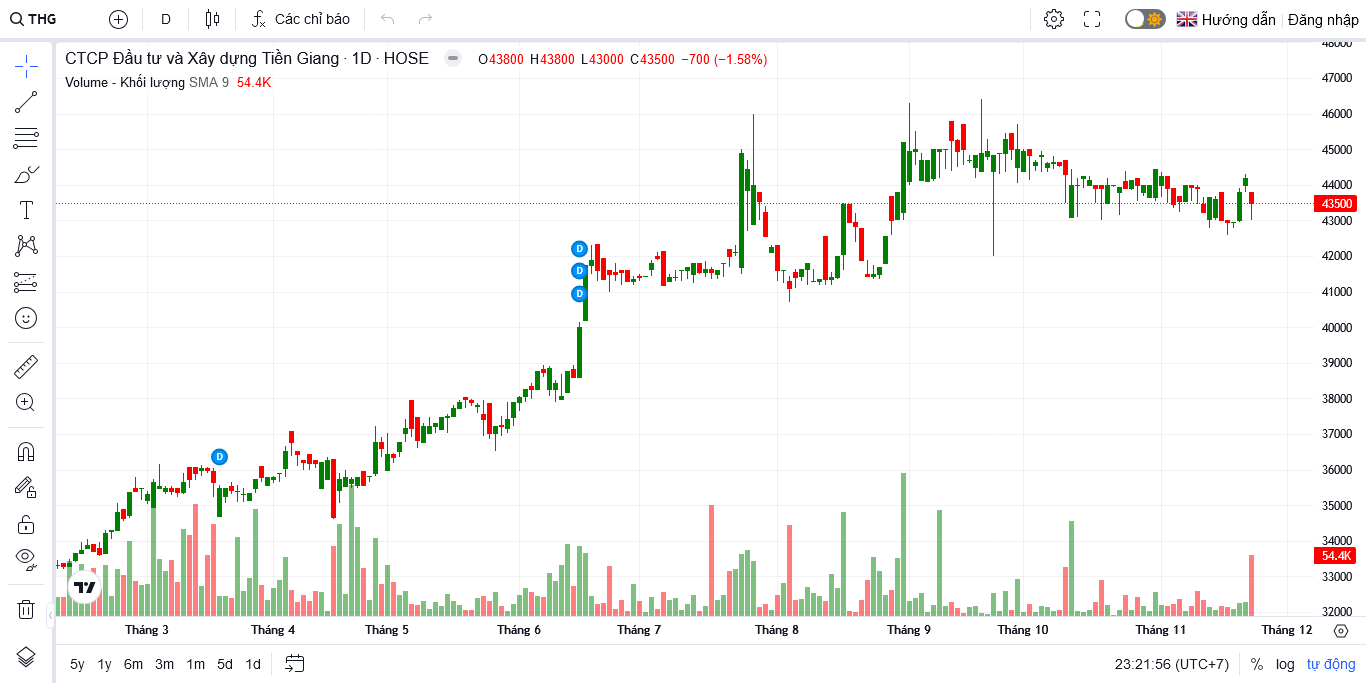 THG D Các chỉ báo Hướng dẫn Đăng nhập
CTCP Đầu tư và Xây dựng Tiền Giang · 1D · HOSE O43800 H43800 L43000 C43500 −700 (−1.58%)
Volume - Khối lượng SMA 9 54.4K
48000
47000
46000
45000
44000
43500
43000
42000
41000
40000
39000
38000
37000
36000
35000
34000
54.4K
33000
32000
D
D
D
D
Tháng 3 Tháng 4 Tháng 5 Tháng 6 Tháng 7 Tháng 8 Tháng 9 Tháng 10 Tháng 11 Tháng 12
5y 1y 6m 3m 1m 5d 1d 23:21:56 (UTC+7) % log tự động